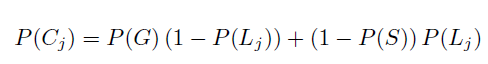 P(C_j) = P(G) (1 − P(L_j)) + (1 − P(S)) P(L_j)